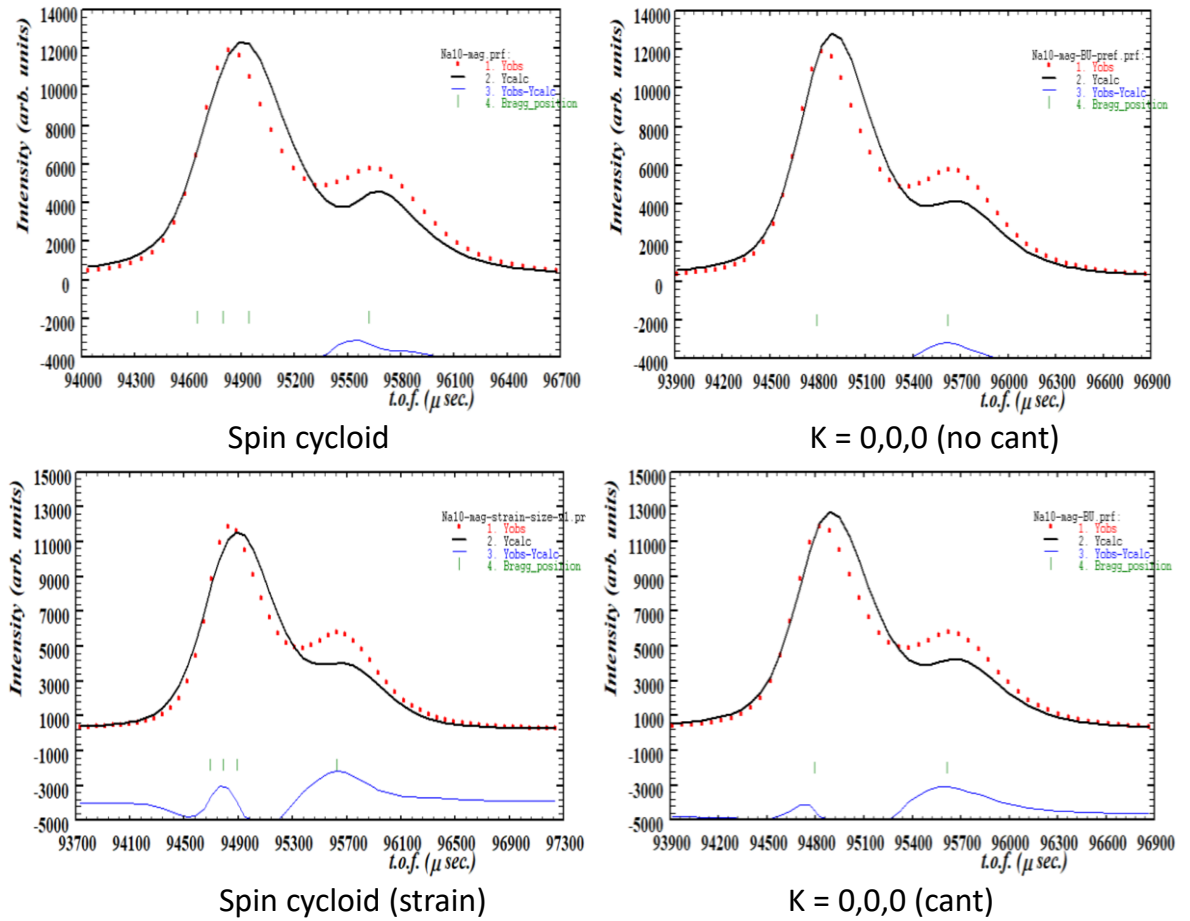 Intensity (arb. units)
14000
12000
10000
8000
6000
4000
2000
0
-2000
-4000
Na10-mag.prf:
1. Yobs
2. Ycalc
3. Yobs-Ycalc
4. Bragg_position
94000 94300 94600 94900 95200 95500 95800 96100 96400 96700
t.o.f. (μ sec.)
Spin cycloid
Intensity (arb. units)
14000
12000
10000
8000
6000
4000
2000
0
-2000
-4000
Na10-mag-BU-pref.prf:
1. Yobs
2. Ycalc
3. Yobs-Ycalc
4. Bragg_position
93900 94200 94500 94800 95100 95400 95700 96000 96300 96600 96900
t.o.f. (μ sec.)
K = 0,0,0 (no cant)
Intensity (arb. units)
15000
13000
11000
9000
7000
5000
3000
1000
-1000
-3000
-5000
1. Yobs
2. Ycalc
3. Yobs-Ycalc
4. Bragg_position
93700 94100 94500 94900 95300 95700 96100 96500 96900 97300
t.o.f. (μ sec.)
Spin cycloid (strain)
Intensity (arb. units)
15000
13000
11000
9000
7000
5000
3000
1000
-1000
-3000
-5000
Na10-mag-BU.prf:
1. Yobs
2. Ycalc
3. Yobs-Ycalc
4. Bragg_position
93900 94200 94500 94800 95100 95400 95700 96000 96300 96600 96900
t.o.f. (μ sec.)
K = 0,0,0 (cant)